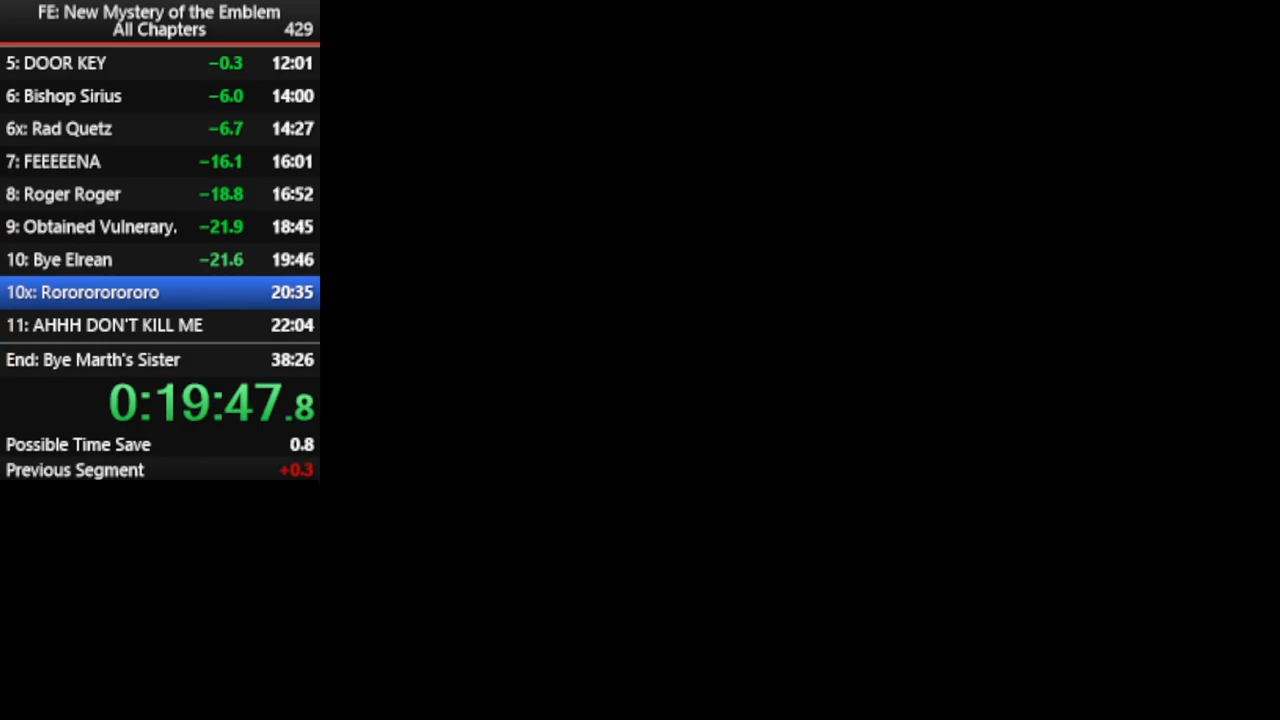 FE: New Mystery of the Emblem
All Chapters 429
5: DOOR KEY −0.3 12:01
6: Bishop Sirius −6.0 14:00
6x: Rad Quetz −6.7 14:27
7: FEEEEENA −16.1 16:01
8: Roger Roger −18.8 16:52
9: Obtained Vulnerary. −21.9 18:45
10: Bye Elrean −21.6 19:46
10x: Rorororororororo 20:35
11: AHHH DON'T KILL ME 22:04
End: Bye Marth's Sister 38:26
0:19:47.8
Possible Time Save 0.8
Previous Segment +0.3